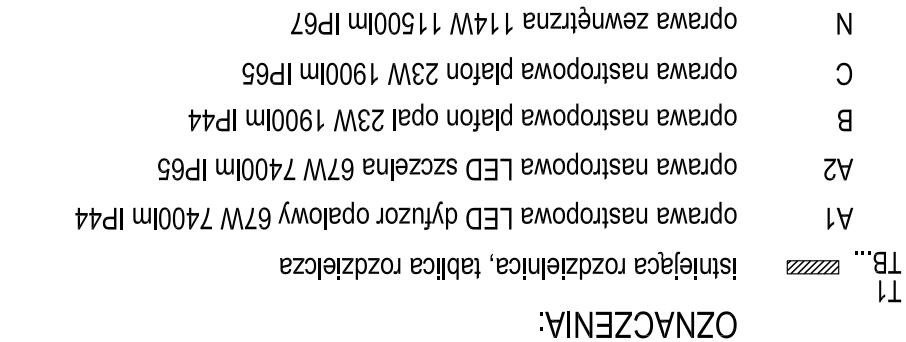 OZNACZENIA:
T1
TB... istniejąca rozdzielnica, tablica rozdzielcza
A1 oprawa nastropowa LED dyfuzor opalowy 67W 7400lm IP44
A2 oprawa nastropowa LED szczelna 67W 7400lm IP65
B oprawa nastropowa plafon opal 23W 1900lm IP44
C oprawa nastropowa plafon 23W 1900lm IP65
N oprawa zewnętrzna 114W 11500lm IP67